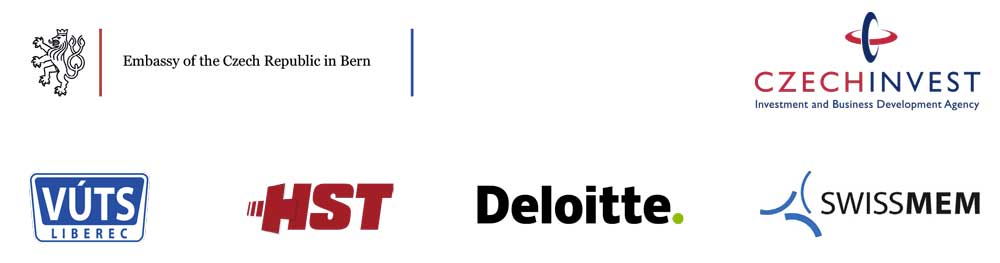 Embassy of the Czech Republic in Bern
CZECHINVEST
Investment and Business Development Agency
VÚTS
LIBEREC
HST
Deloitte.
SWISSMEM